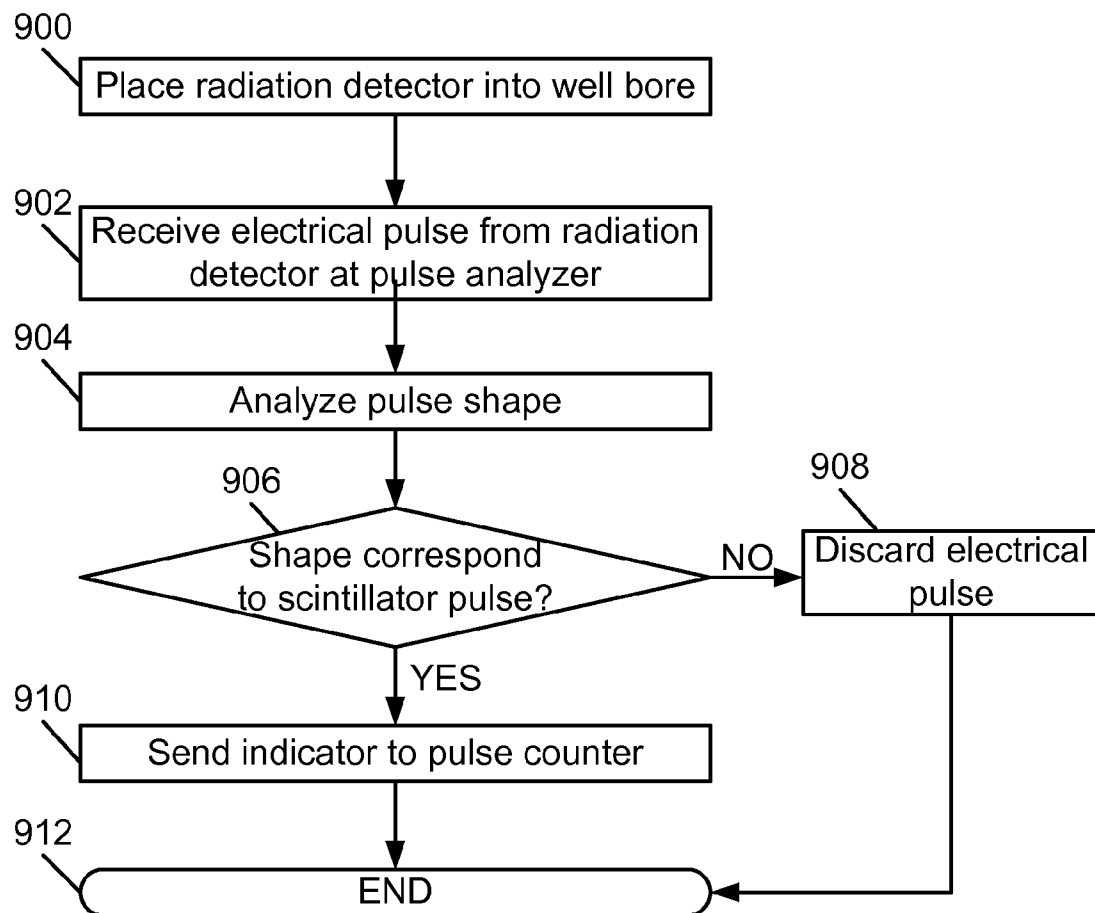 900
Place radiation detector into well bore
902
Receive electrical pulse from radiation
detector at pulse analyzer
904
Analyze pulse shape
906
Shape correspond
to scintillator pulse?
NO
908
Discard electrical
pulse
YES
910
Send indicator to pulse counter
912
END